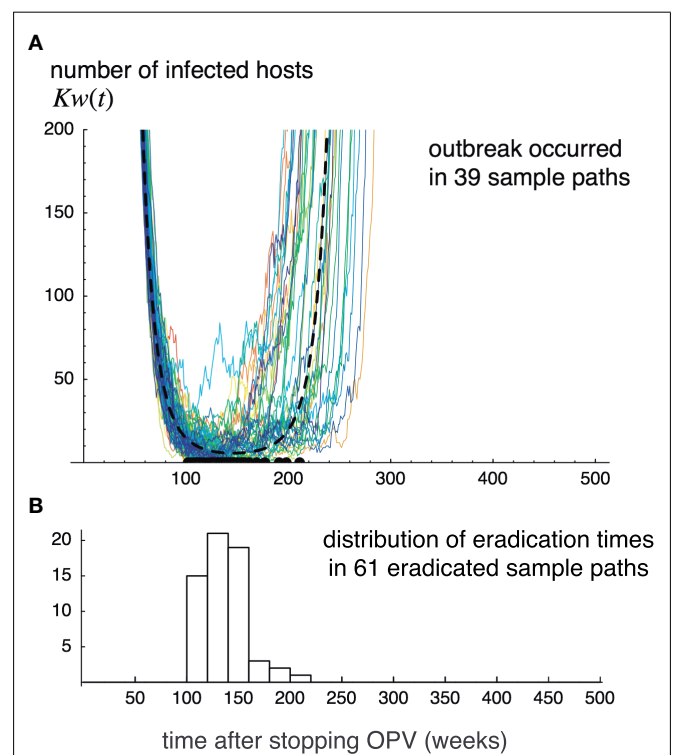 A
number of infected hosts
Kw(t)
200
150
100
50
outbreak occurred
in 39 sample paths
100 200 300 400 500
B
20
15
10
5
distribution of eradication times
in 61 eradicated sample paths
50 100 150 200 250 300 350 400 450 500
time after stopping OPV (weeks)